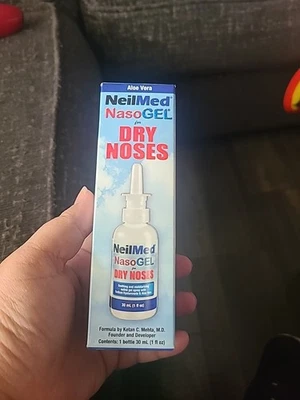 Aloe Vera
NeilMed®
NasoGEL®
for
DRY
NOSES
NeilMed
NasoGEL
for
DRY NOSES
30 mL (1 fl oz)
Formula by Ketan C. Mehta, M.D.
Founder and Developer
Contents: 1 bottle 30 mL (1 fl oz)